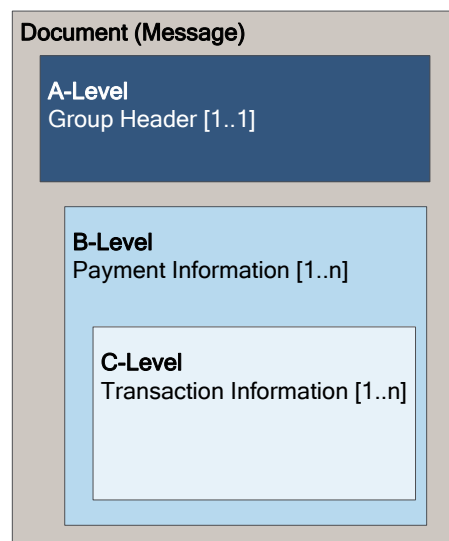 Document (Message)
A-Level
Group Header [1..1]
B-Level
Payment Information [1..n]
C-Level
Transaction Information [1..n]